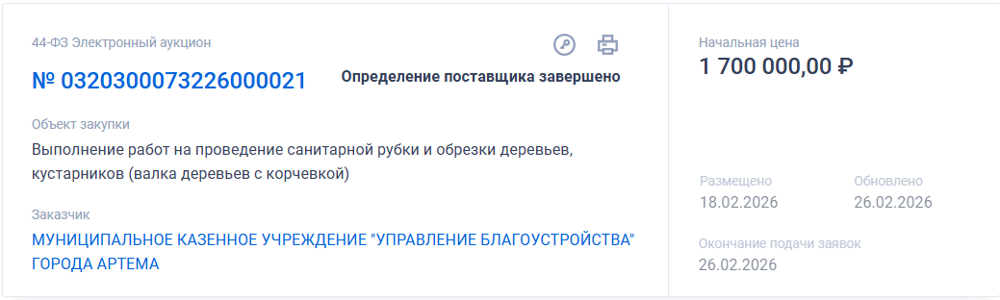 44-ФЗ Электронный аукцион
№ 0320300073226000021
Определение поставщика завершено
Объект закупки
Выполнение работ на проведение санитарной рубки и обрезки деревьев,
кустарников (валка деревьев с корчевкой)
Заказчик
МУНИЦИПАЛЬНОЕ КАЗЕННОЕ УЧРЕЖДЕНИЕ "УПРАВЛЕНИЕ БЛАГОУСТРОЙСТВА"
ГОРОДА АРТЕМА
Начальная цена
1 700 000,00 ₽
Размещено
Обновлено
18.02.2026
26.02.2026
Окончание подачи заявок
26.02.2026